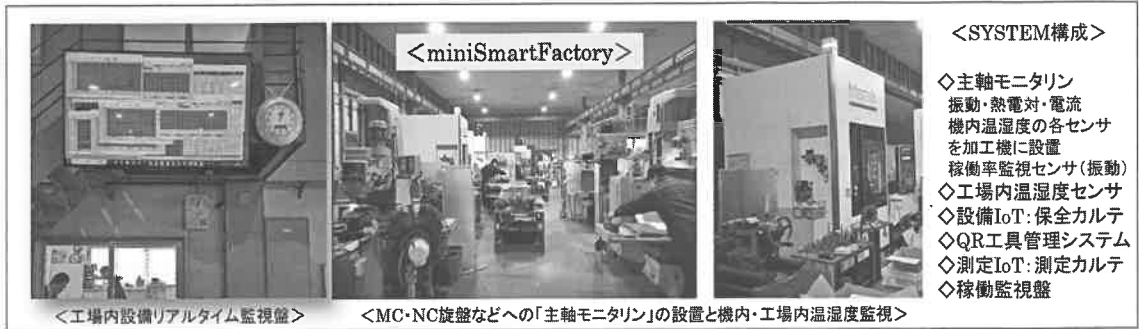 <miniSmartFactory>
<SYSTEM構成>
◇主軸モニタリン
振動・熱電対・電流
機内温湿度の各センサ
を加工機に設置
稼働率監視センサ(振動)
◇工場内温湿度センサ
◇設備IoT:保全カルテ
◇QR工具管理システム
◇測定IoT:測定カルテ
◇稼働監視盤
<工場内設備リアルタイム監視盤>
<MC・NC旋盤などへの「主軸モニタリン」の設置と機内・工場内温湿度監視>